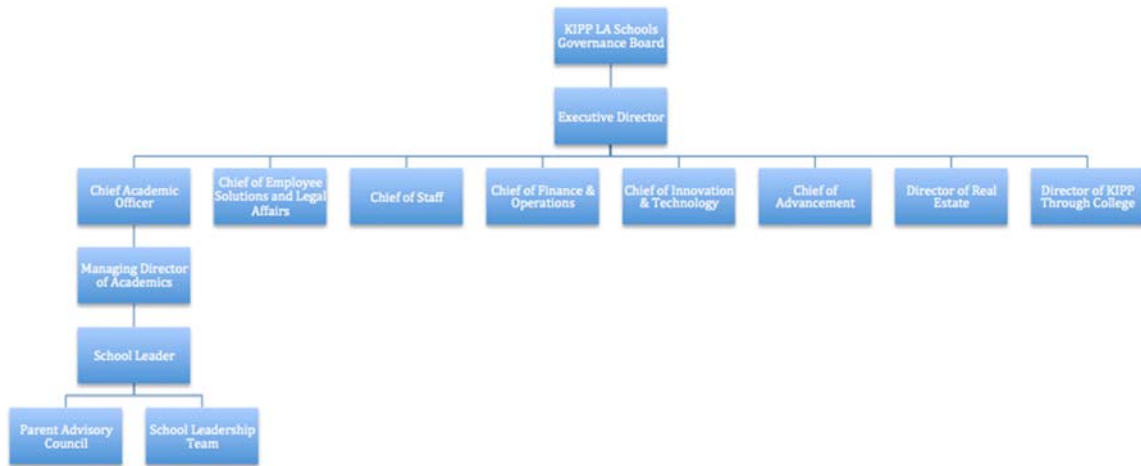 KIPP LA Schools
Governance Board
Executive Director
Chief Academic
Officer
Chief of Employee
Solutions and Legal
Affairs
Chief of Staff
Chief of Finance &
Operations
Chief of Innovation
& Technology
Chief of
Advancement
Director of Real
Estate
Director of KIPP
Through College
Managing Director
of Academics
School Leader
Parent Advisory
Council
School Leadership
Team